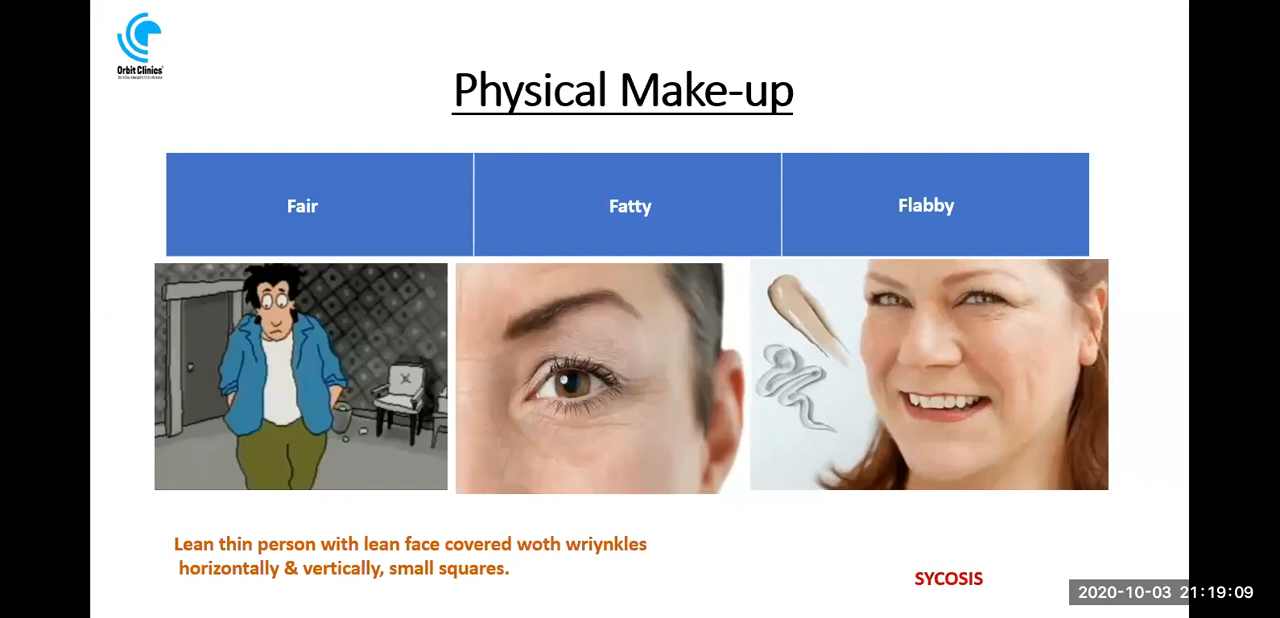 Orbit Clinics
Physical Make-up
Fair
Fatty
Flabby
Lean thin person with lean face covered woth wriynkles
horizontally & vertically, small squares.
SYCOSIS
2020-10-03 21:19:09